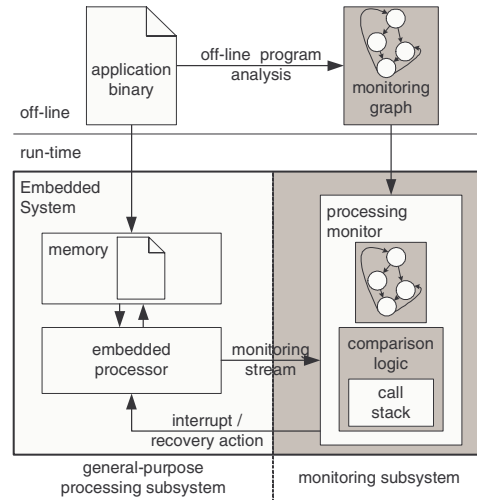 application
binary
off-line program
analysis
monitoring
graph
off-line
run-time
Embedded
System
memory
embedded
processor
monitoring
stream
interrupt /
recovery action
processing
monitor
comparison
logic
call
stack
general-purpose
processing subsystem
monitoring subsystem